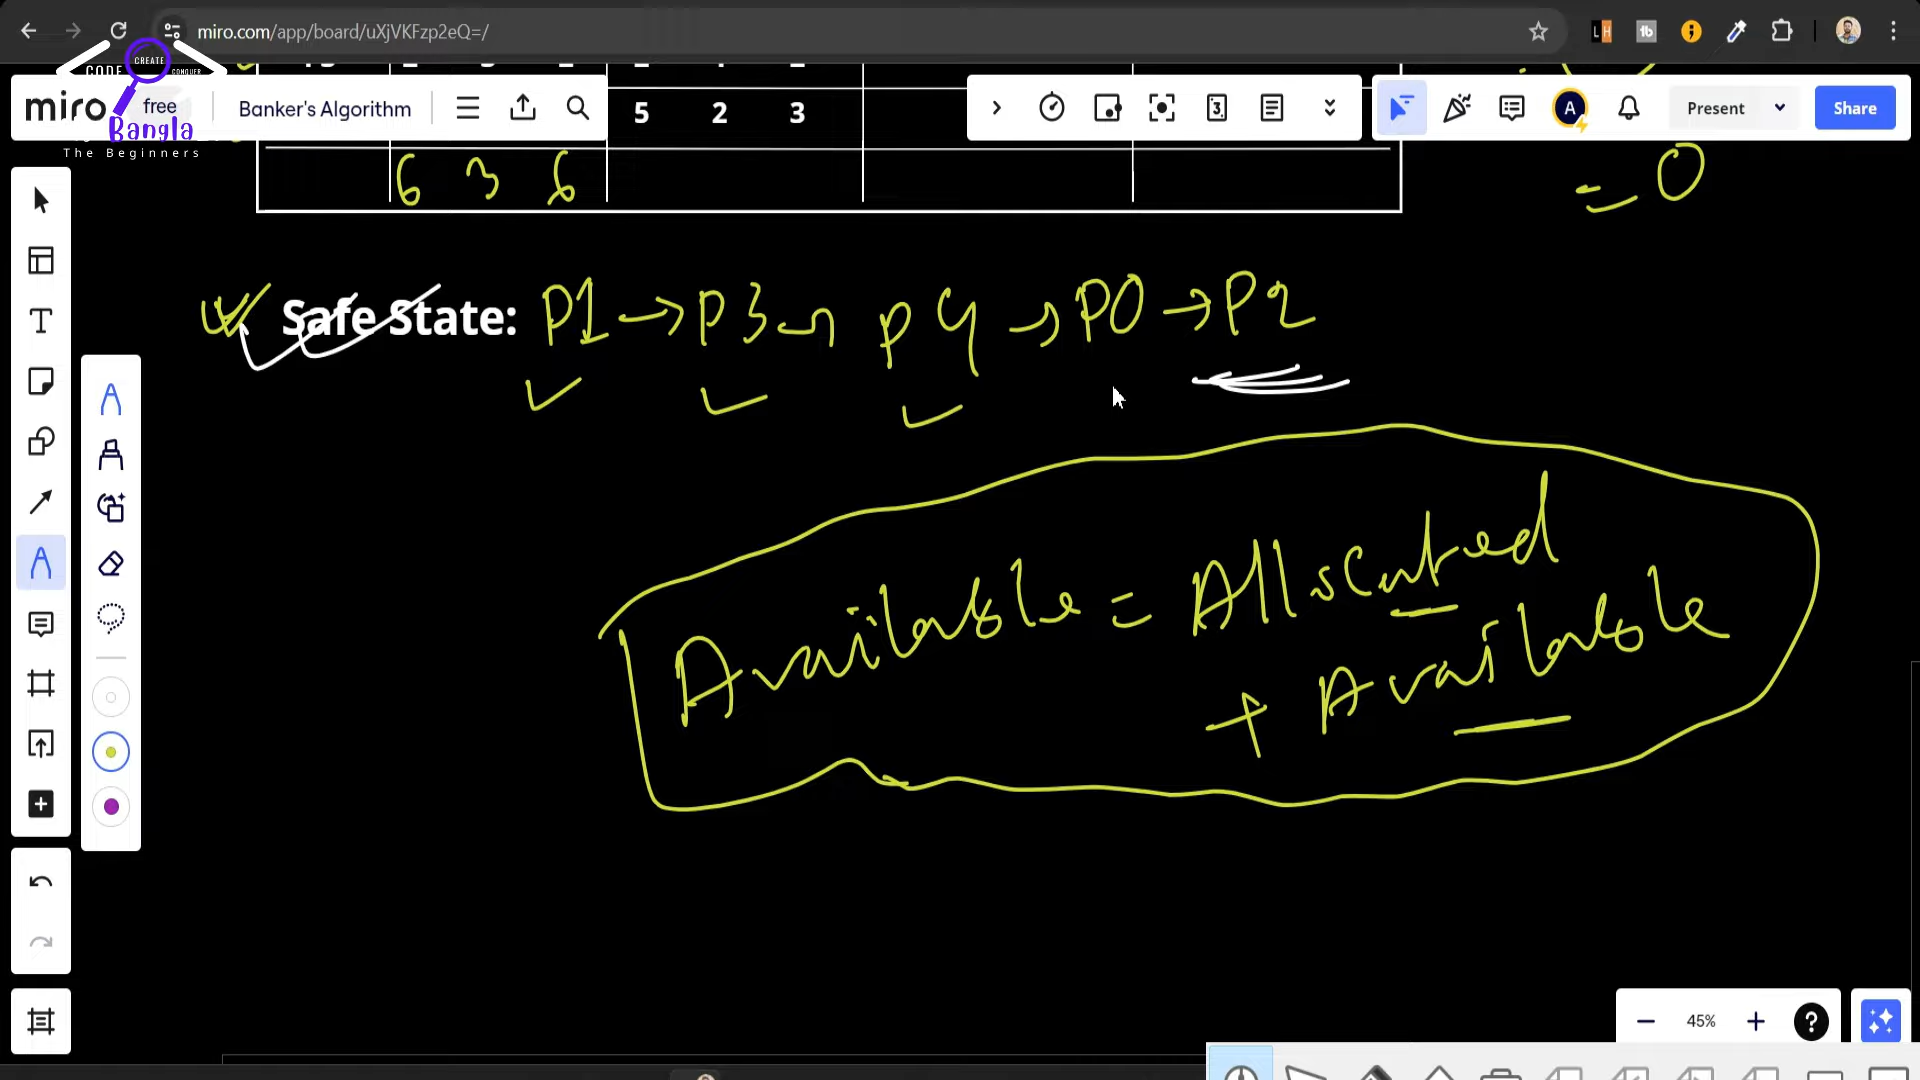 miro.com/app/board/uXjVKFzp2eQ=/
CODE CREATE CONQUER
miro free Banker's Algorithm
Bangla
The Beginners
5 2 3
Present Share
6 3 6
= 0
Safe State: P1 → P3 → P4 → P0 → P2
Available = Allocated
+ Available
45%